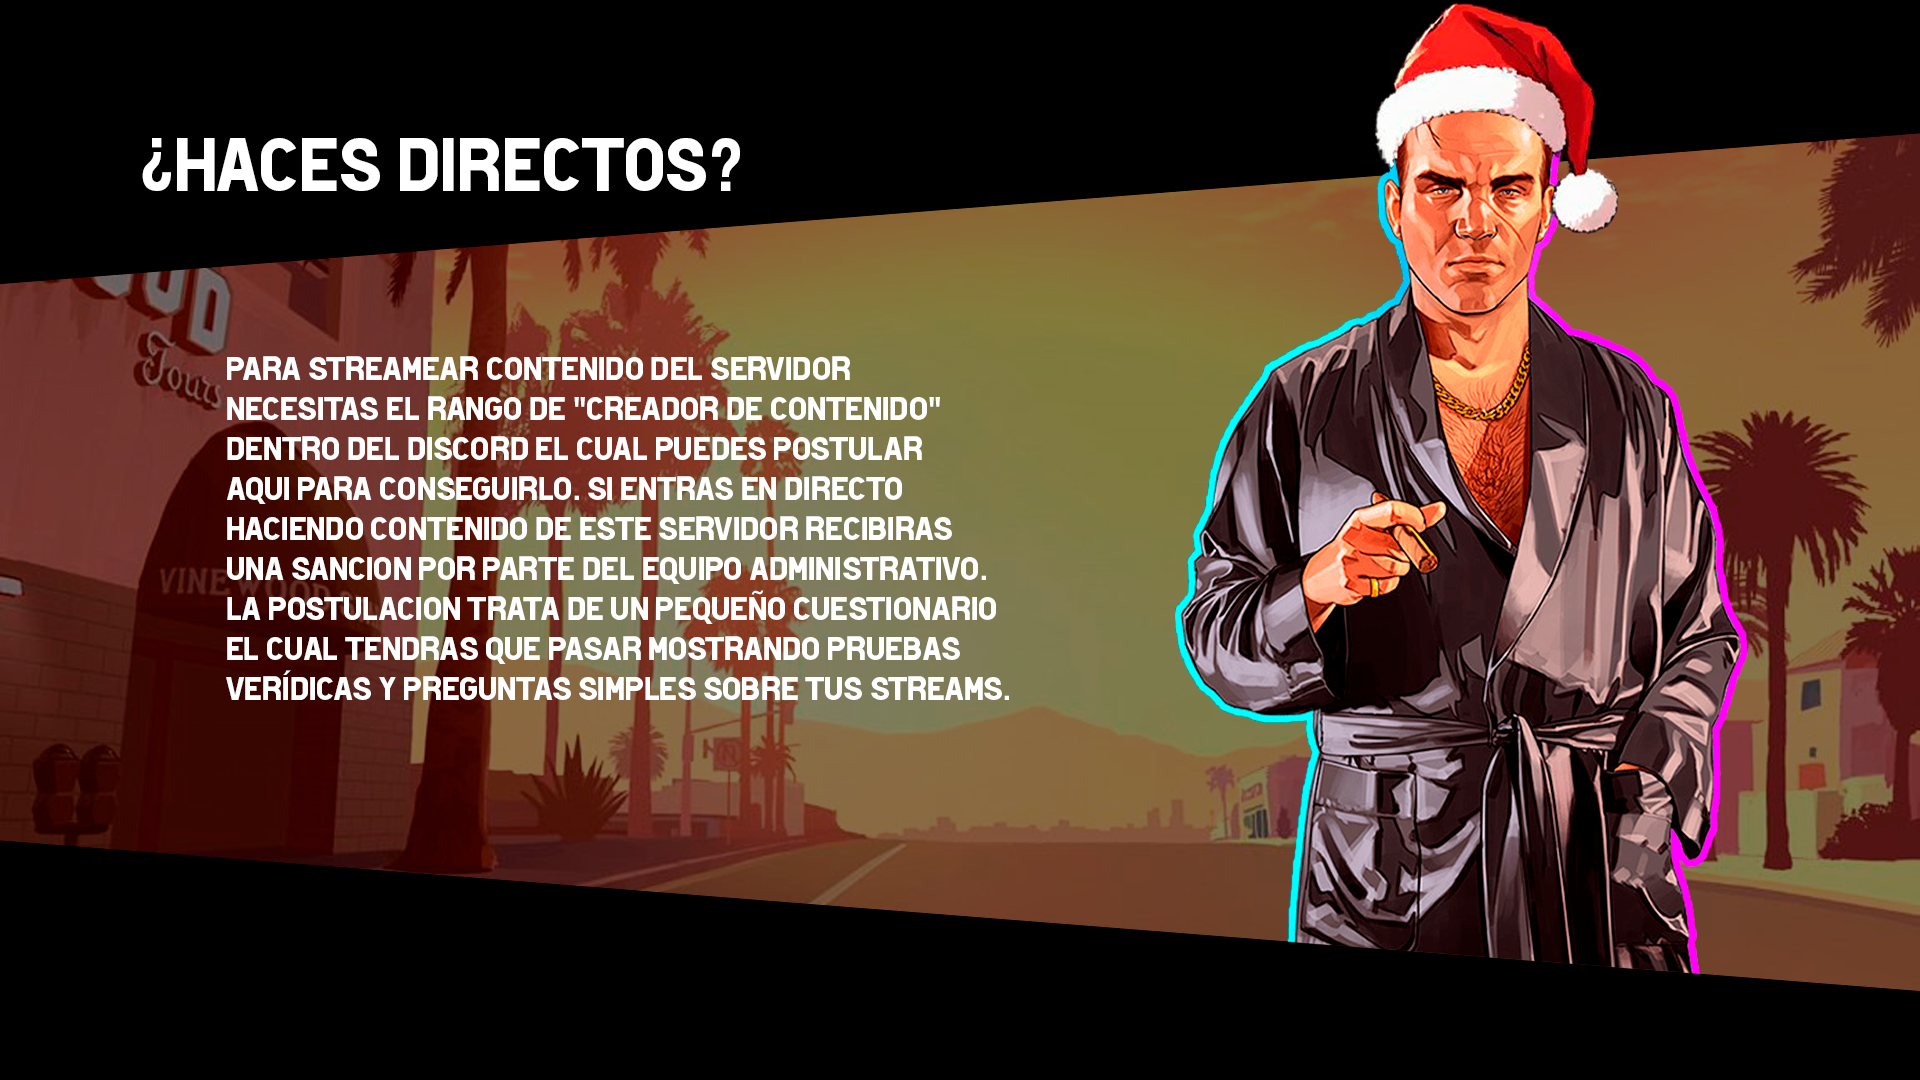 ¿HACES DIRECTOS?
OOD
Tours
PARA STREAMEAR CONTENIDO DEL SERVIDOR
NECESITAS EL RANGO DE "CREADOR DE CONTENIDO"
DENTRO DEL DISCORD EL CUAL PUEDES POSTULAR
AQUI PARA CONSEGUIRLO. SI ENTRAS EN DIRECTO
HACIENDO CONTENIDO DE ESTE SERVIDOR RECIBIRAS
UNA SANCION POR PARTE DEL EQUIPO ADMINISTRATIVO.
LA POSTULACION TRATA DE UN PEQUEÑO CUESTIONARIO
EL CUAL TENDRAS QUE PASAR MOSTRANDO PRUEBAS
VERÍDICAS Y PREGUNTAS SIMPLES SOBRE TUS STREAMS.
VINEWOOD